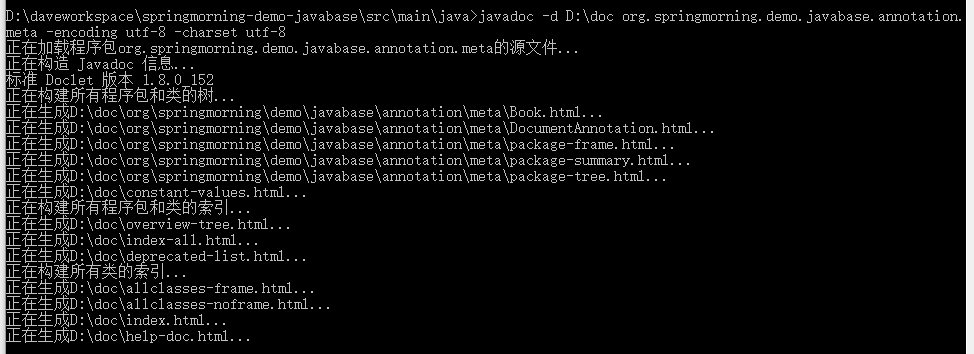 D:\daveworkspace\springmorning-demo-javabase\src\main\java>javadoc -d D:\doc org.springmorning.demo.javabase.annotation.
meta -encoding utf-8 -charset utf-8
正在加载程序包org.springmorning.demo.javabase.annotation.meta的源文件...
正在构造 Javadoc 信息...
标准 Doclet 版本 1.8.0_152
正在构建所有程序包和类的树...
正在生成D:\doc\org\springmorning\demo\javabase\annotation\meta\Book.html...
正在生成D:\doc\org\springmorning\demo\javabase\annotation\meta\DocumentAnnotation.html...
正在生成D:\doc\org\springmorning\demo\javabase\annotation\meta\package-frame.html...
正在生成D:\doc\org\springmorning\demo\javabase\annotation\meta\package-summary.html...
正在生成D:\doc\org\springmorning\demo\javabase\annotation\meta\package-tree.html...
正在生成D:\doc\constant-values.html...
正在构建所有程序包和类的索引...
正在生成D:\doc\overview-tree.html...
正在生成D:\doc\index-all.html...
正在生成D:\doc\deprecated-list.html...
正在构建所有类的索引...
正在生成D:\doc\allclasses-frame.html...
正在生成D:\doc\allclasses-noframe.html...
正在生成D:\doc\index.html...
正在生成D:\doc\help-doc.html...